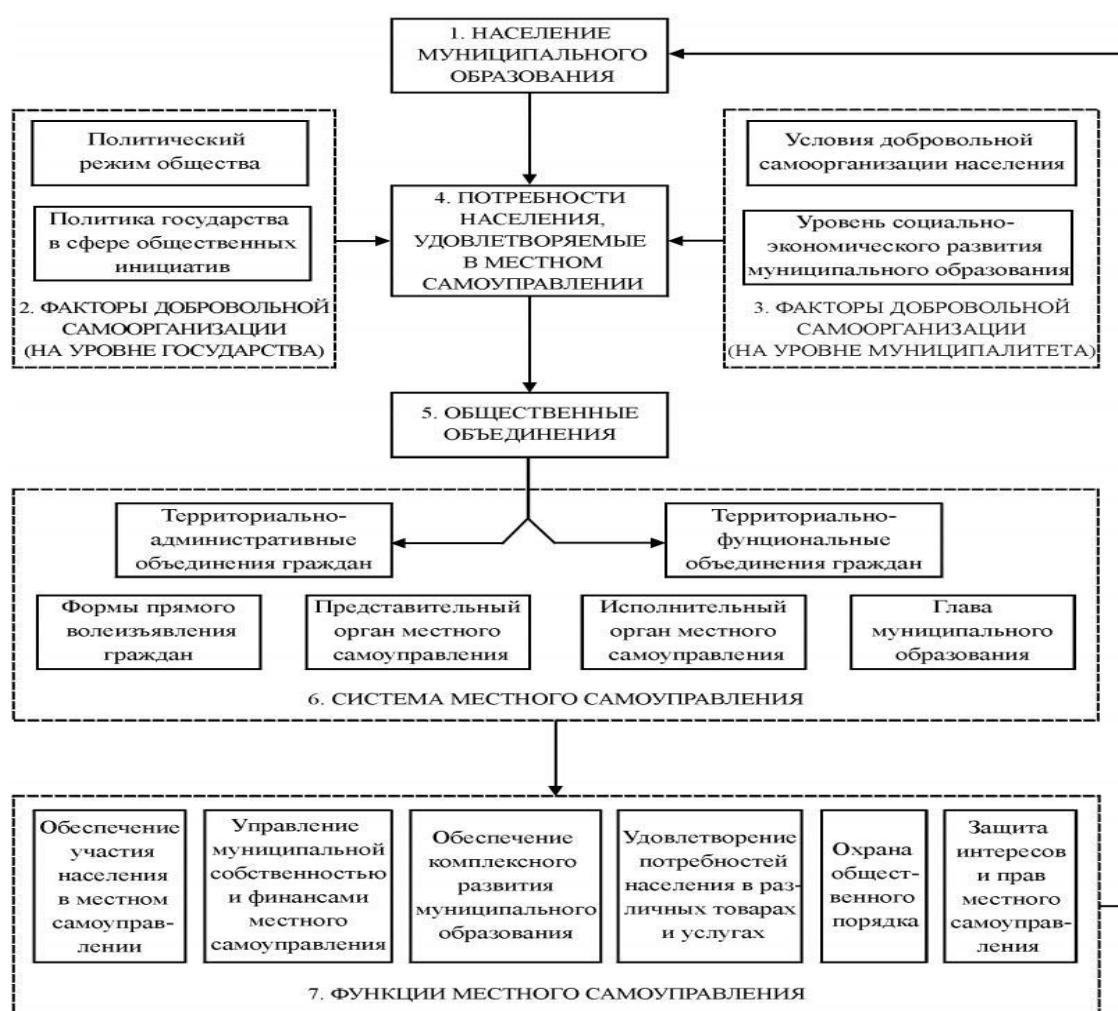 1. НАСЕЛЕНИЕ
МУНИЦИПАЛЬНОГО
ОБРАЗОВАНИЯ
Политический
режим общества
Политика государства
в сфере общественных
инициатив
2. ФАКТОРЫ ДОБРОВОЛЬНОЙ
САМООРГАНИЗАЦИИ
(НА УРОВНЕ ГОСУДАРСТВА)
4. ПОТРЕБНОСТИ
НАСЕЛЕНИЯ,
УДОВЛЕТВОРЯЕМЫЕ
В МЕСТНОМ
САМОУПРАВЛЕНИИ
Условия добровольной
самоорганизации населения
Уровень социально-
экономического развития
муниципального образования
3. ФАКТОРЫ ДОБРОВОЛЬНОЙ
САМООРГАНИЗАЦИИ
(НА УРОВНЕ МУНИЦИПАЛИТЕТА)
5. ОБЩЕСТВЕННЫЕ
ОБЪЕДИНЕНИЯ
Территориально-
административные
объединения граждан
Территориально-
фунциональные
объединения граждан
Формы прямого
волеизъявления
граждан
Представительный
орган местного
самоуправления
Исполнительный
орган местного
самоуправления
Глава
муниципального
образования
6. СИСТЕМА МЕСТНОГО САМОУПРАВЛЕНИЯ
Обеспечение
участия
населения
в местном
самоуправ-
лении
Управление
муниципальной
собственностью
и финансами
местного
самоуправления
Обеспечение
комплексного
развития
муниципального
образования
Удовлетворение
потребностей
населения в раз-
личных товарах
и услугах
Охрана
общест-
венного
порядка
Защита
интересов
и прав
местного
самоуправ-
ления
7. ФУНКЦИИ МЕСТНОГО САМОУПРАВЛЕНИЯ